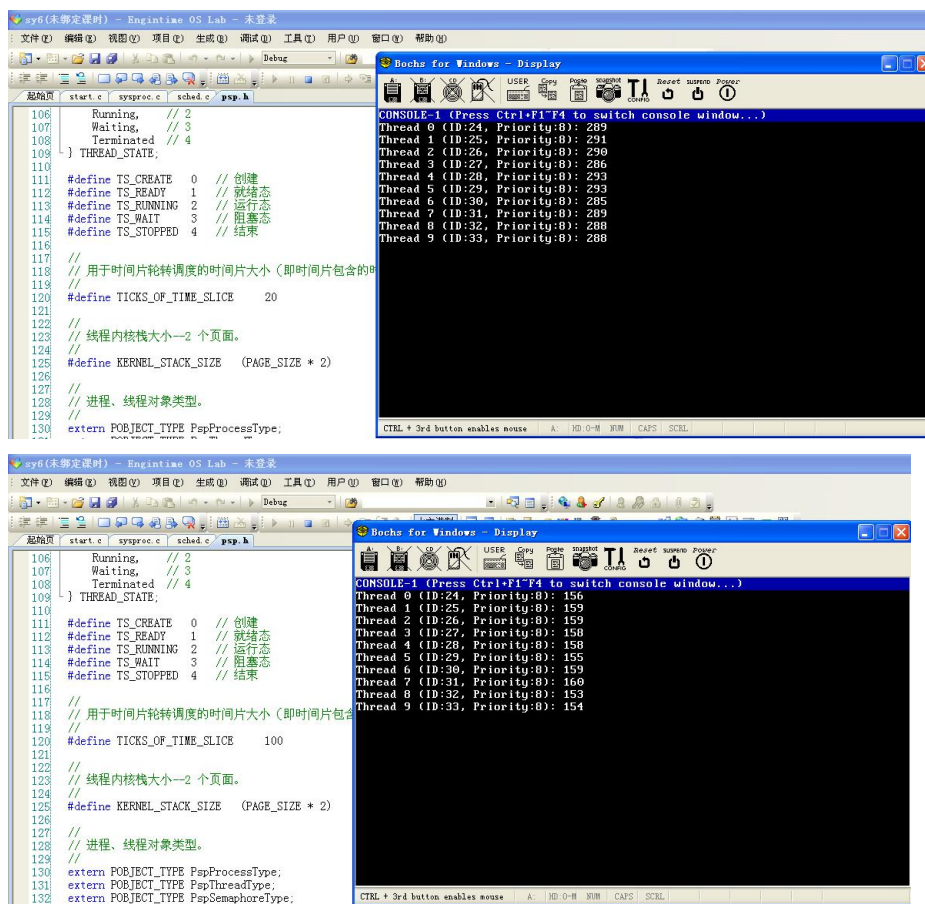 sy6(未绑定课时) - Engintime OS Lab - 未登录
文件(F) 编辑(E) 视图(V) 项目(P) 生成(B) 调试(D) 工具(T) 用户(U) 窗口(W) 帮助(H)
Debug
起始页 start.c sysproc.c sched.c psp.h
106 Running, // 2
107 Waiting, // 3
108 Terminated // 4
109 } THREAD_STATE;
110
111 #define TS_CREATE 0 // 创建
112 #define TS_READY 1 // 就绪态
113 #define TS_RUNNING 2 // 运行态
114 #define TS_WAIT 3 // 阻塞态
115 #define TS_STOPPED 4 // 结束
116
117 //
118 // 用于时间片轮转调度的时间片大小（即时间片包含的
119 //
120 #define TICKS_OF_TIME_SLICE 20
121
122 //
123 // 线程内核栈大小--2 个页面。
124 //
125 #define KERNEL_STACK_SIZE (PAGE_SIZE * 2)
126
127 //
128 // 进程、线程对象类型。
129 //
130 extern POBJECT_TYPE PspProcessType;
Bochs for Windows - Display
A: B: CD USER Copy Paste snapshot CONFIG Reset suspend Power
CONSOLE-1 (Press Ctrl+F1~F4 to switch console window...)
Thread 0 (ID:24, Priority:8): 289
Thread 1 (ID:25, Priority:8): 291
Thread 2 (ID:26, Priority:8): 290
Thread 3 (ID:27, Priority:8): 286
Thread 4 (ID:28, Priority:8): 293
Thread 5 (ID:29, Priority:8): 293
Thread 6 (ID:30, Priority:8): 285
Thread 7 (ID:31, Priority:8): 289
Thread 8 (ID:32, Priority:8): 288
Thread 9 (ID:33, Priority:8): 288
CTRL + 3rd button enables mouse A: HD:0-M NUM CAPS SCRL
sy6(未绑定课时) - Engintime OS Lab - 未登录
文件(F) 编辑(E) 视图(V) 项目(P) 生成(B) 调试(D) 工具(T) 用户(U) 窗口(W) 帮助(H)
Debug
起始页 start.c sysproc.c sched.c psp.h
106 Running, // 2
107 Waiting, // 3
108 Terminated // 4
109 } THREAD_STATE;
110
111 #define TS_CREATE 0 // 创建
112 #define TS_READY 1 // 就绪态
113 #define TS_RUNNING 2 // 运行态
114 #define TS_WAIT 3 // 阻塞态
115 #define TS_STOPPED 4 // 结束
116
117 //
118 // 用于时间片轮转调度的时间片大小（即时间片包含
119 //
120 #define TICKS_OF_TIME_SLICE 100
121
122 //
123 // 线程内核栈大小--2 个页面。
124 //
125 #define KERNEL_STACK_SIZE (PAGE_SIZE * 2)
126
127 //
128 // 进程、线程对象类型。
129 //
130 extern POBJECT_TYPE PspProcessType;
131 extern POBJECT_TYPE PspThreadType;
132 extern POBJECT_TYPE PspSemaphoreType;
Bochs for Windows - Display
A: B: CD USER Copy Paste snapshot CONFIG Reset suspend Power
CONSOLE-1 (Press Ctrl+F1~F4 to switch console window...)
Thread 0 (ID:24, Priority:8): 156
Thread 1 (ID:25, Priority:8): 159
Thread 2 (ID:26, Priority:8): 159
Thread 3 (ID:27, Priority:8): 158
Thread 4 (ID:28, Priority:8): 158
Thread 5 (ID:29, Priority:8): 155
Thread 6 (ID:30, Priority:8): 159
Thread 7 (ID:31, Priority:8): 160
Thread 8 (ID:32, Priority:8): 153
Thread 9 (ID:33, Priority:8): 154
CTRL + 3rd button enables mouse A: HD:0-M NUM CAPS SCRL